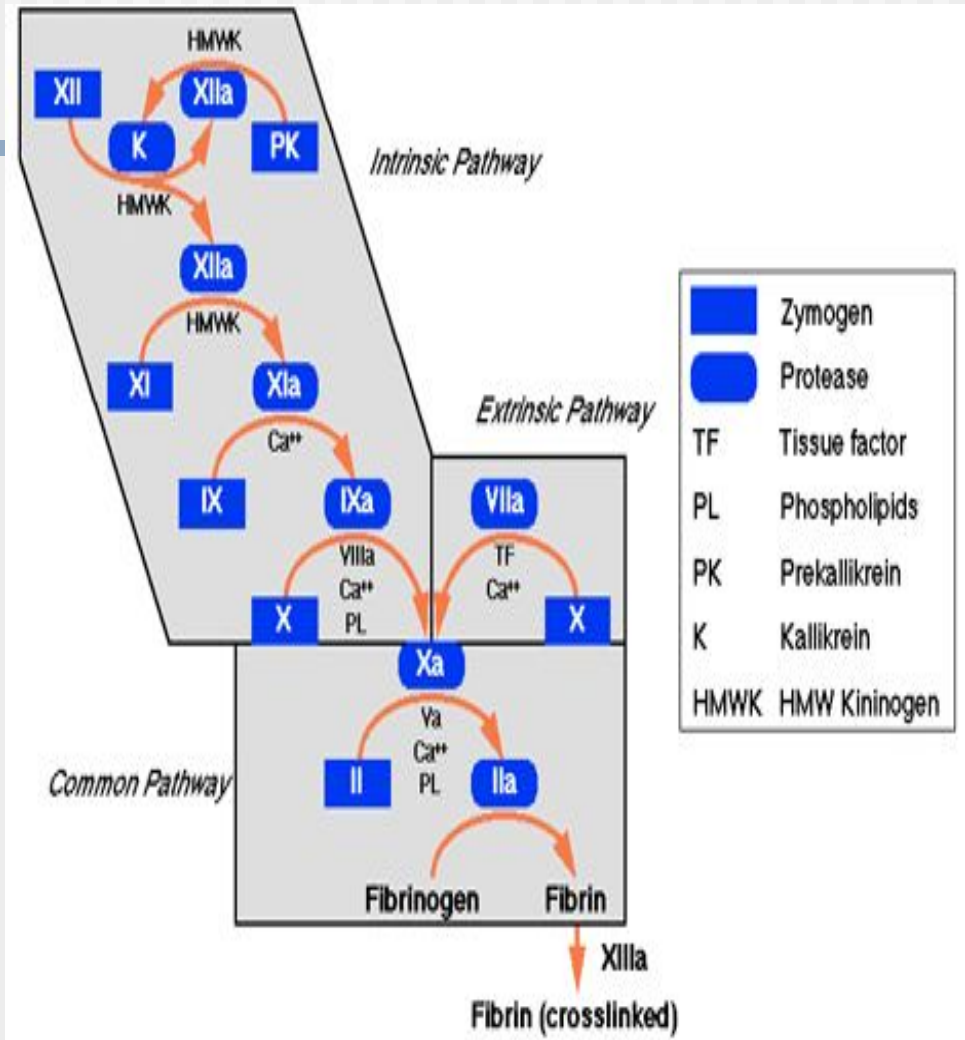 HMWK
XII
XIIa
K
PK
HMWK
Intrinsic Pathway
XIIa
HMWK
XI
XIa
Ca++
IX
IXa
VIIIa
Ca++
PL
X
Extrinsic Pathway
VIIa
TF
Ca++
X
Common Pathway
Xa
Va
Ca++
PL
II
IIa
Fibrinogen
Fibrin
XIIIa
Fibrin (crosslinked)
Zymogen
Protease
TF Tissue factor
PL Phospholipids
PK Prekallikrein
K Kallikrein
HMWK HMW Kininogen